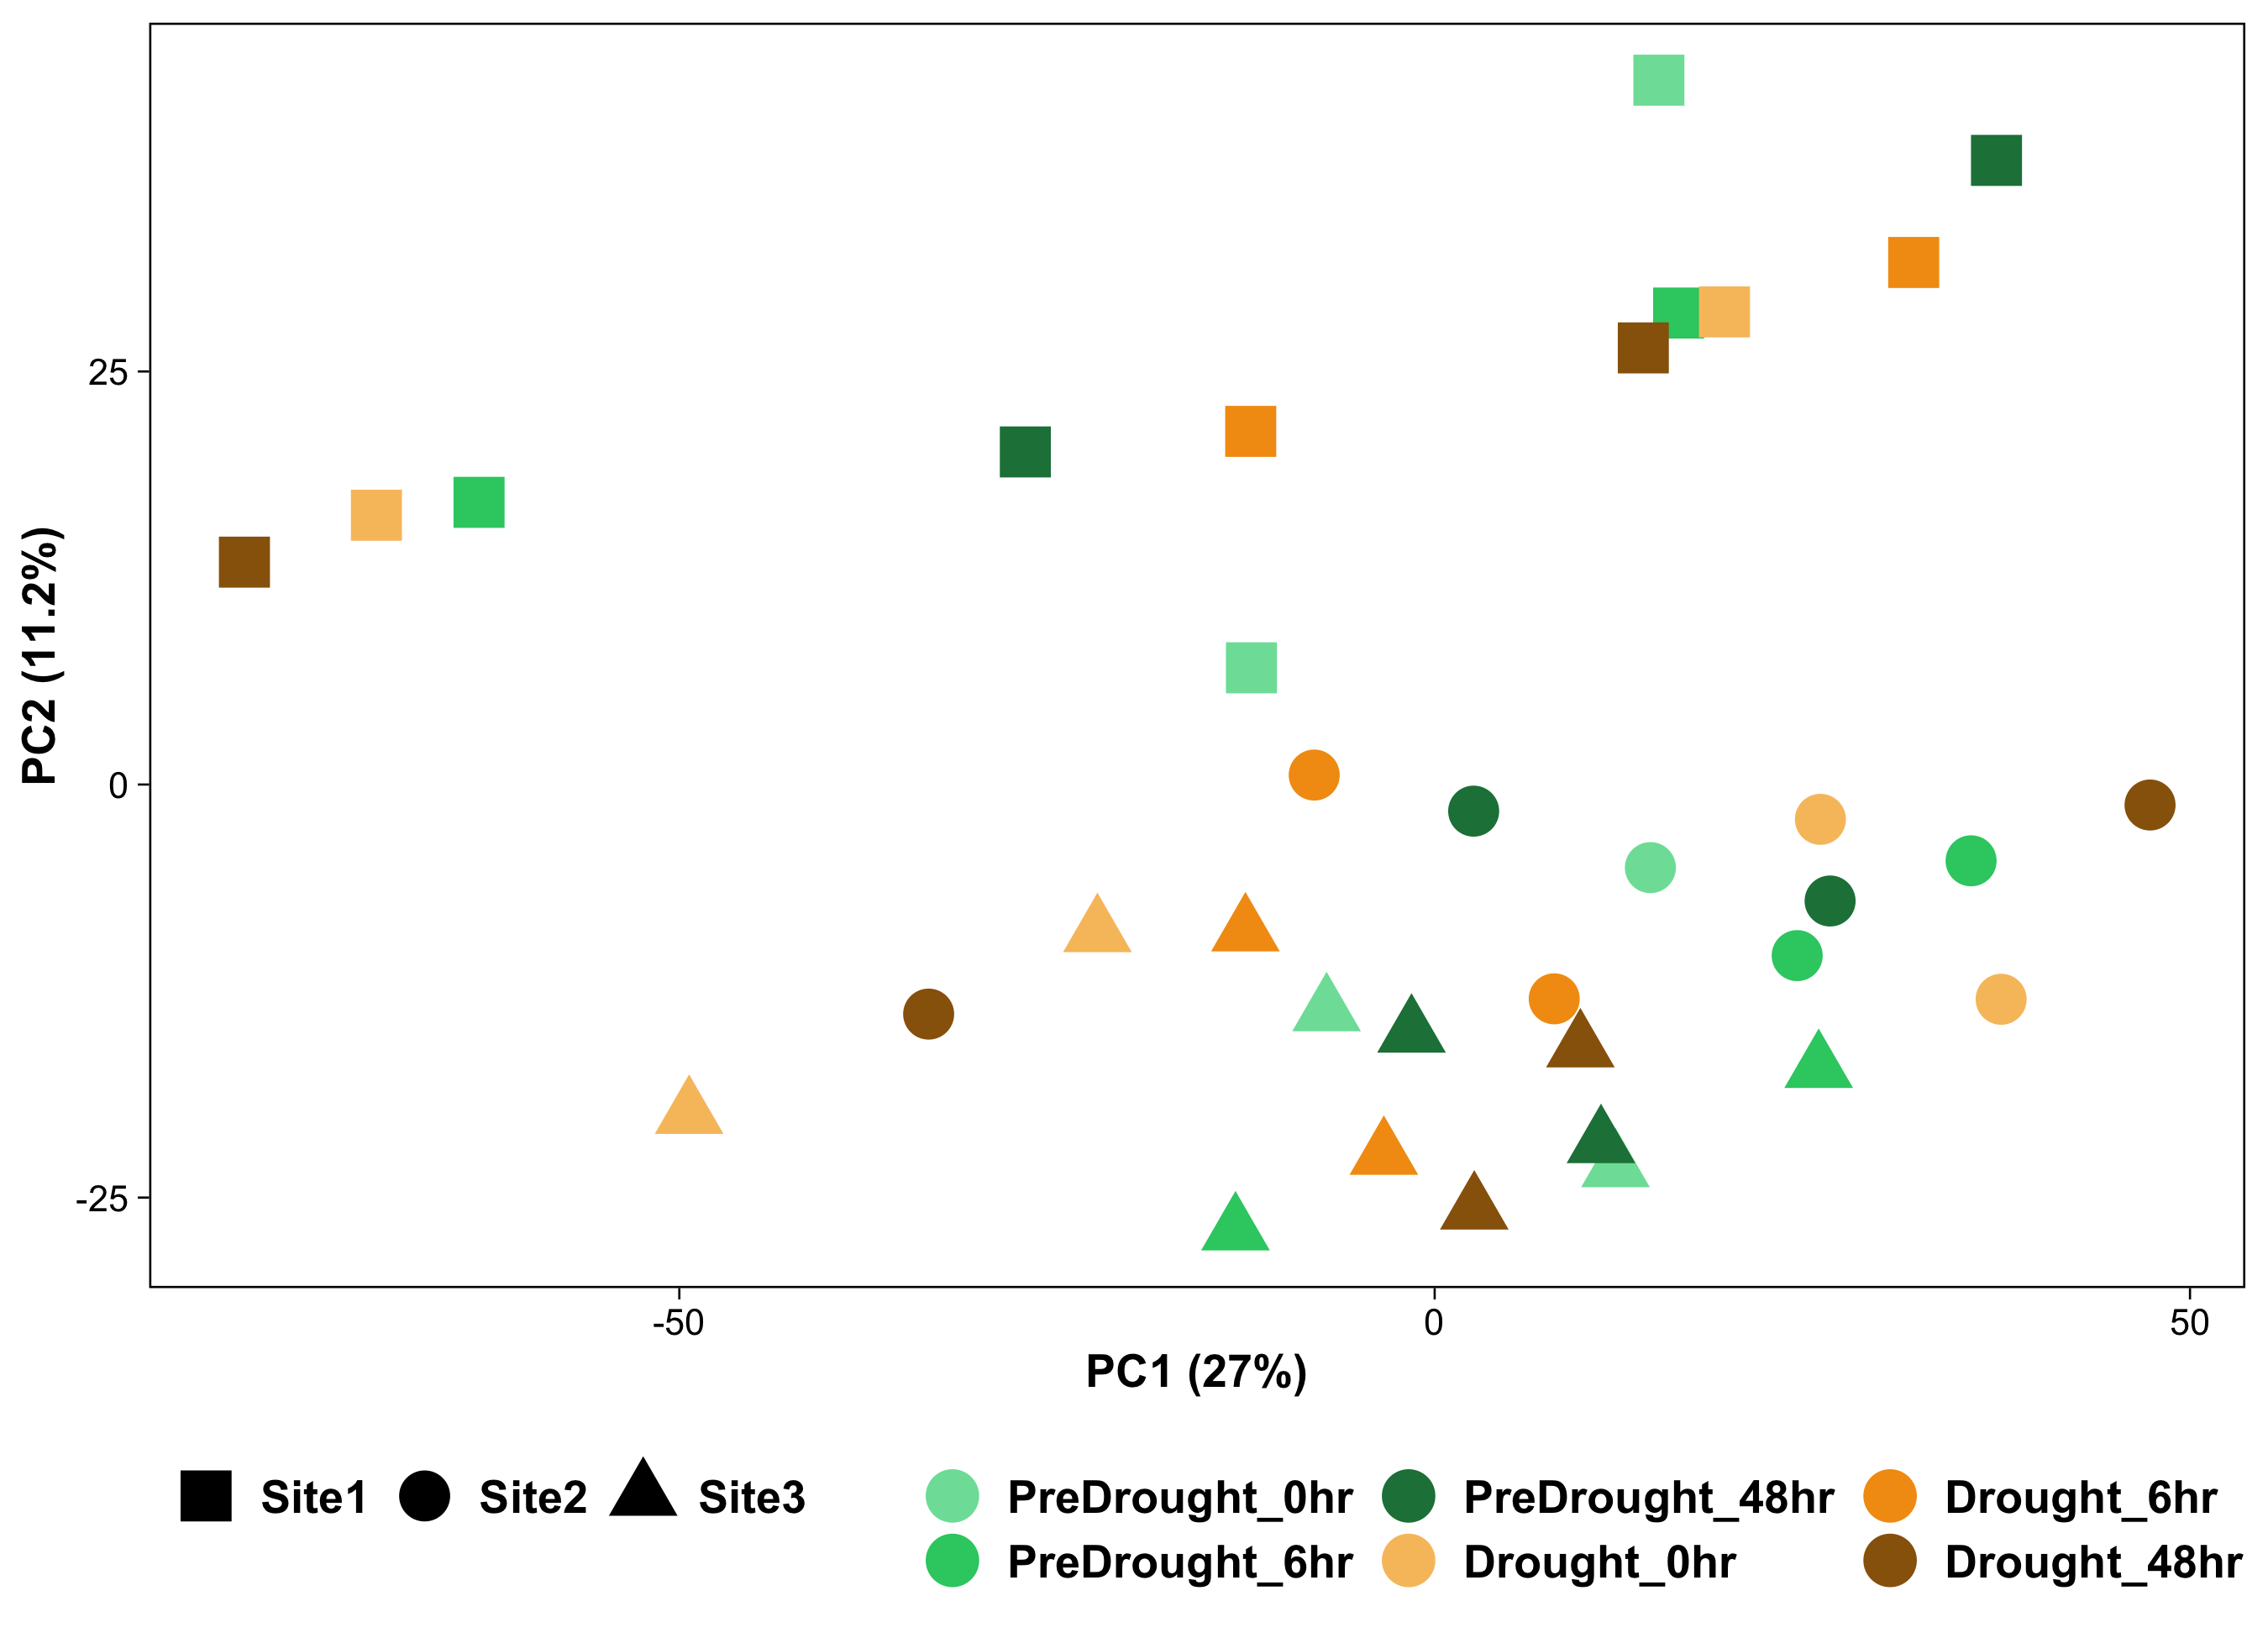 PC2 (11.2%)
25
0
-25
-50 0 50
PC1 (27%)
Site1 Site2 Site3 PreDrought_0hr PreDrought_48hr Drought_6hr
PreDrought_6hr Drought_0hr Drought_48hr